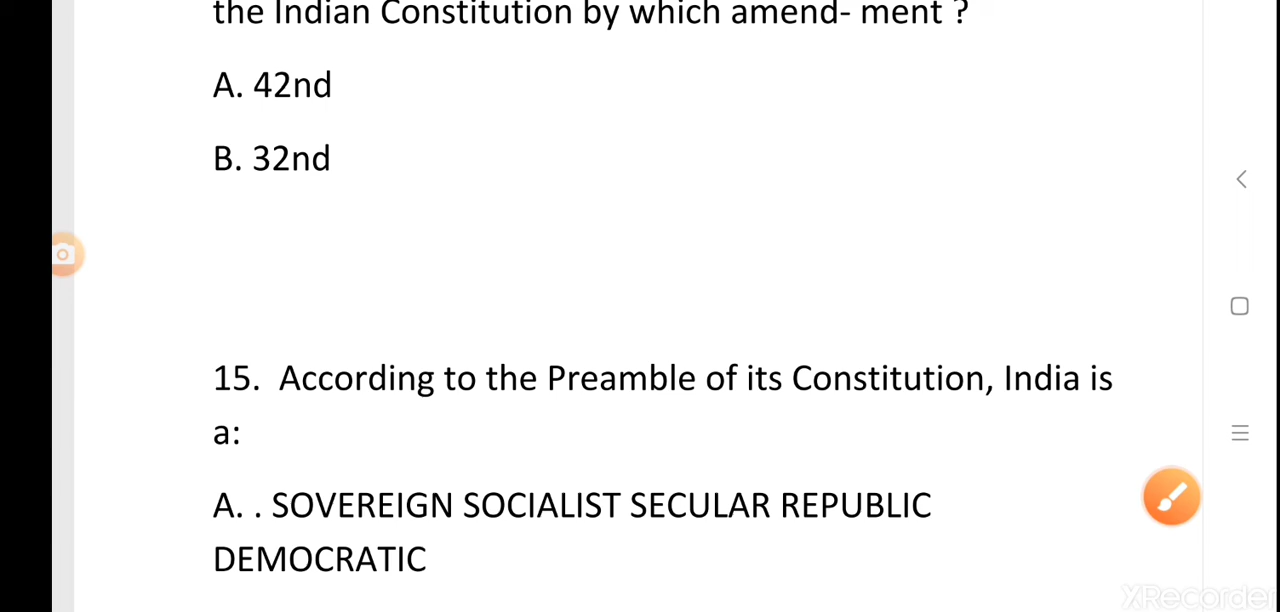 the Indian Constitution by which amend- ment ?
A. 42nd
B. 32nd
15. According to the Preamble of its Constitution, India is
a:
A. . SOVEREIGN SOCIALIST SECULAR REPUBLIC
DEMOCRATIC
XRecorder